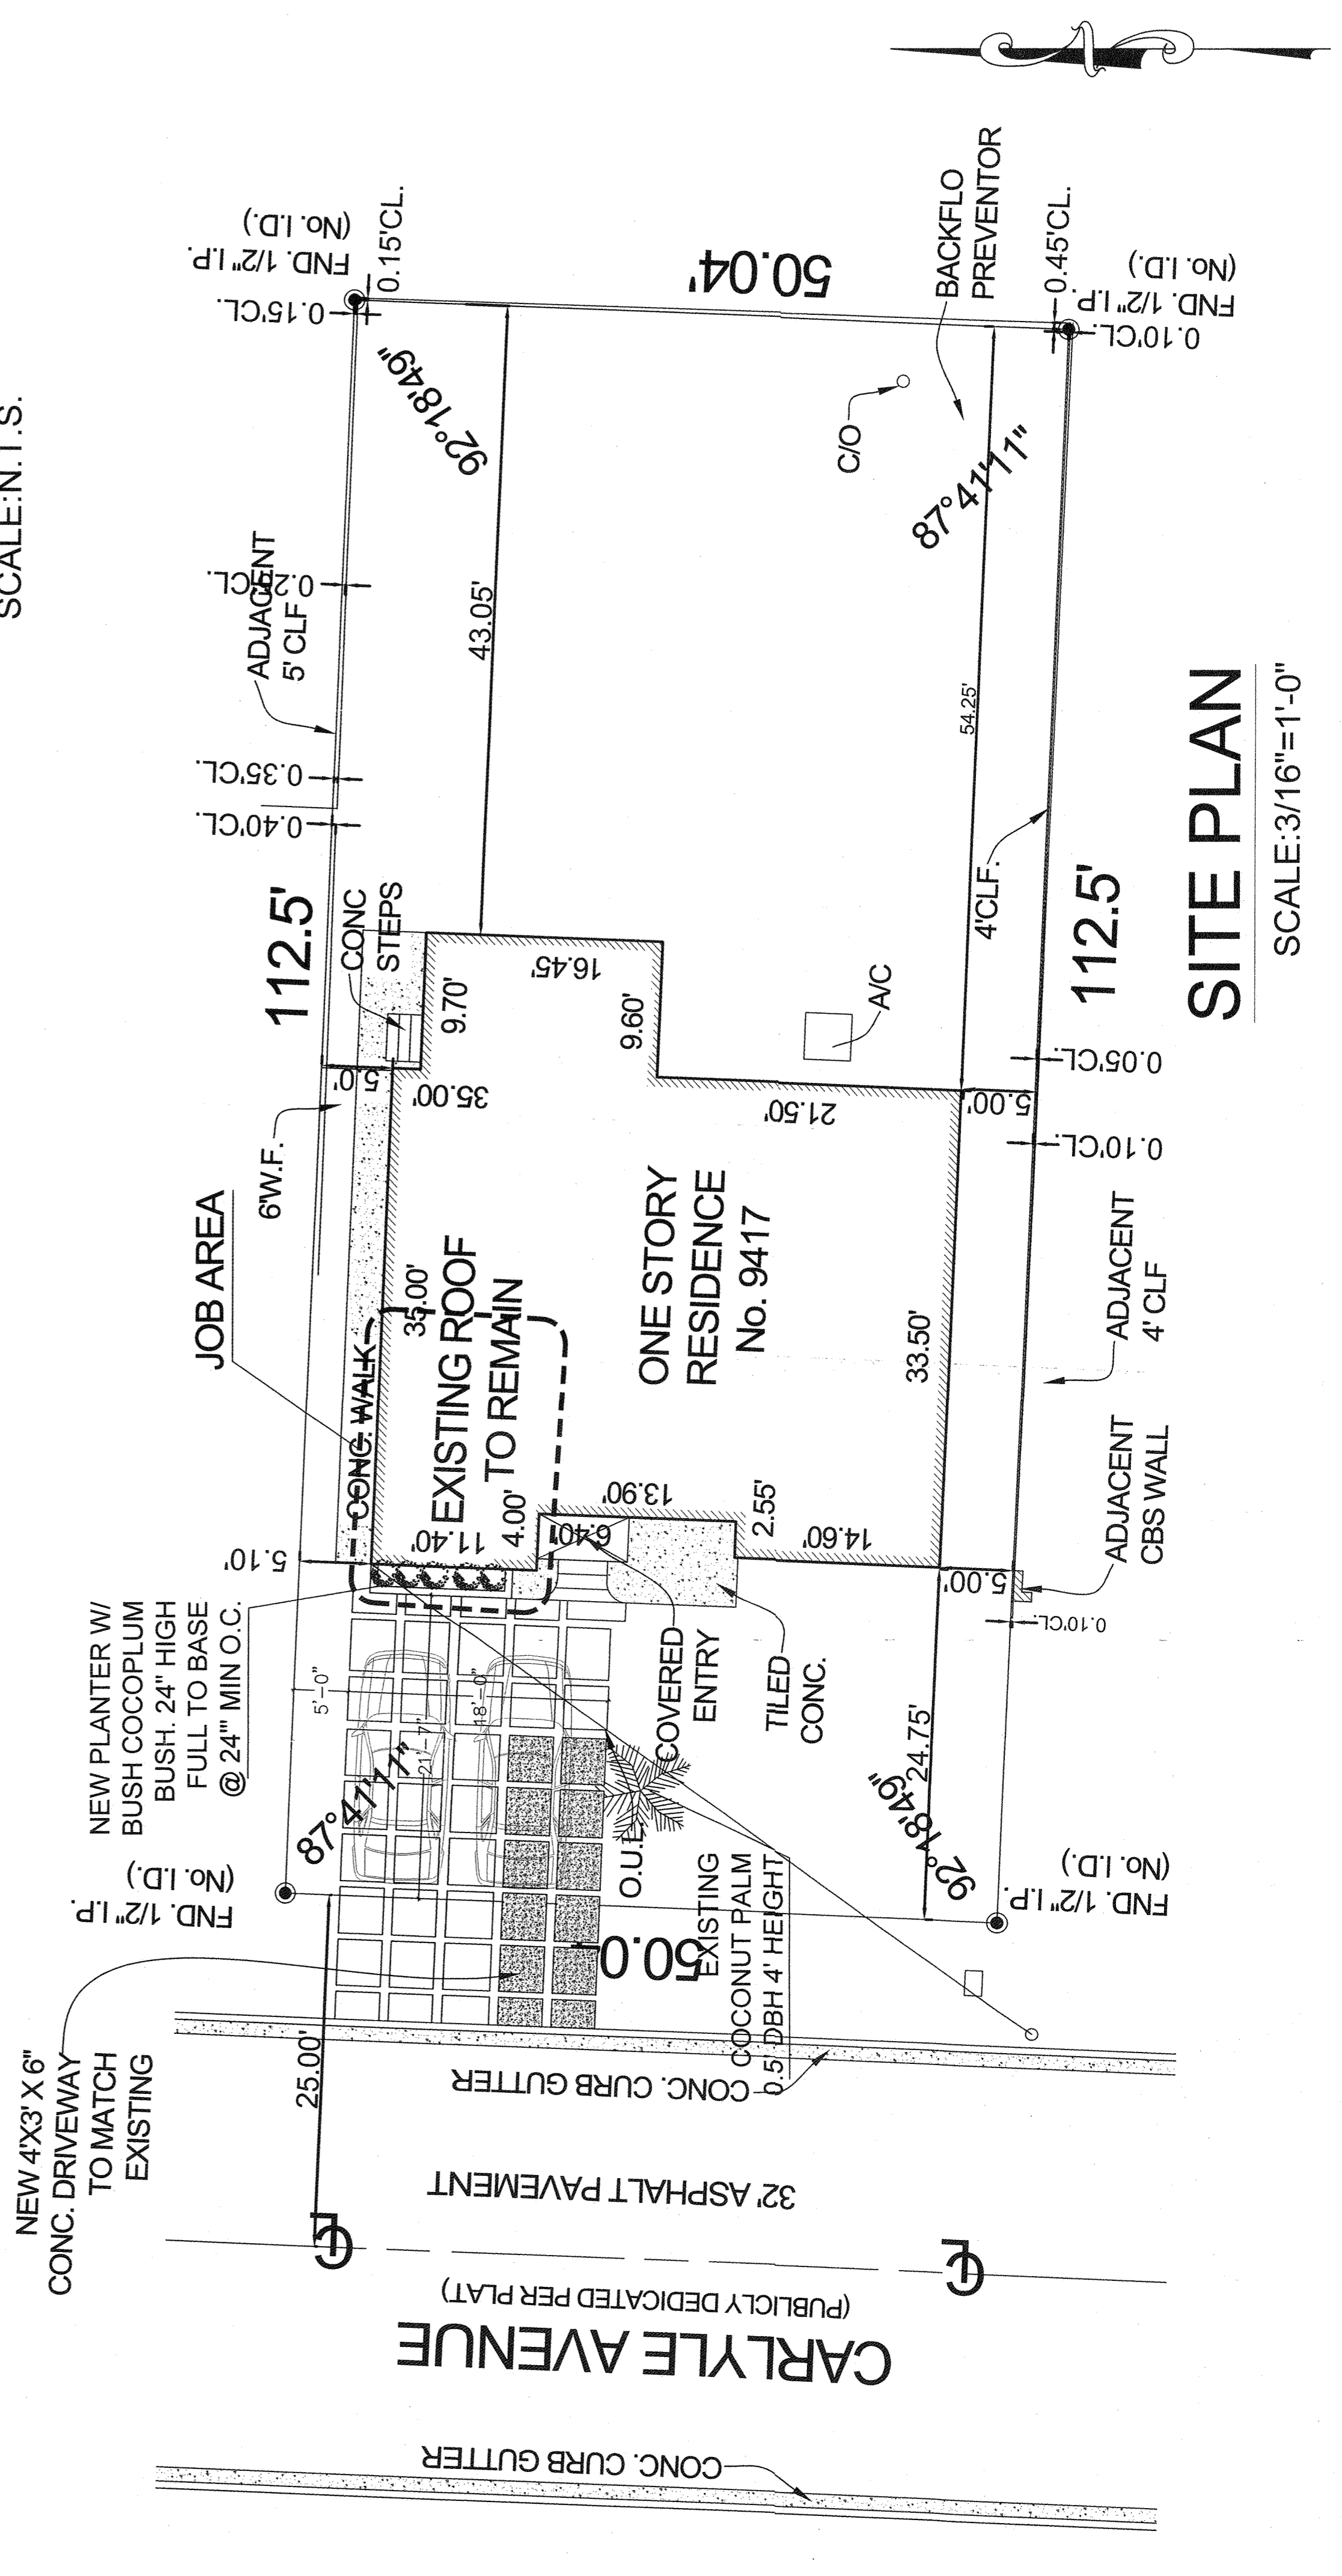 SCALE:N.T.S.
N
BACKFLO
PREVENTOR
FND. 1/2" I.P.
(No. I.D.)
0.15'CL.
0.15'CL.
50.04'
0.45'CL.
FND. 1/2" I.P.
(No. I.D.)
0.10'CL.
92°18'49"
C/O
87°41'11"
ADJACENT
5' CLF
43.05'
54.25'
0.35'CL.
0.40'CL.
4'CLF.
112.5'
112.5'
SITE PLAN
SCALE:3/16"=1'-0"
CONC
STEPS
16.45'
9.70'
9.60'
A/C
5.0'
35.00'
21.50'
5.00'
0.05'CL.
0.10'CL.
6'W.F.
JOB AREA
CONC. WALK
35.00'
EXISTING ROOF
TO REMAIN
ONE STORY
RESIDENCE
No. 9417
33.50'
ADJACENT
4' CLF
ADJACENT
CBS WALL
5.10'
11.40'
4.00'
6.40'
13.90'
2.55'
14.60'
5.00'
0.10'CL.
NEW PLANTER W/
BUSH COCOPLUM
BUSH. 24" HIGH
FULL TO BASE
@ 24"' MIN O.C.
5'-0"
18'-0"
21'-7"
COVERED
ENTRY
TILED
CONC.
24.75'
87°41'11"
92°18'49"
FND. 1/2" I.P.
(No. I.D.)
FND. 1/2" I.P.
(No. I.D.)
O.U.L
50.0
EXISTING
COCONUT PALM
0.5' DBH 4' HEIGHT
NEW 4'X3' X 6"
CONC. DRIVEWAY
TO MATCH
EXISTING
25.00'
CONC. CURB GUTTER
32' ASPHALT PAVEMENT
CL
CL
(PUBLICLY DEDICATED PER PLAT)
CARLYLE AVENUE
CONC. CURB GUTTER